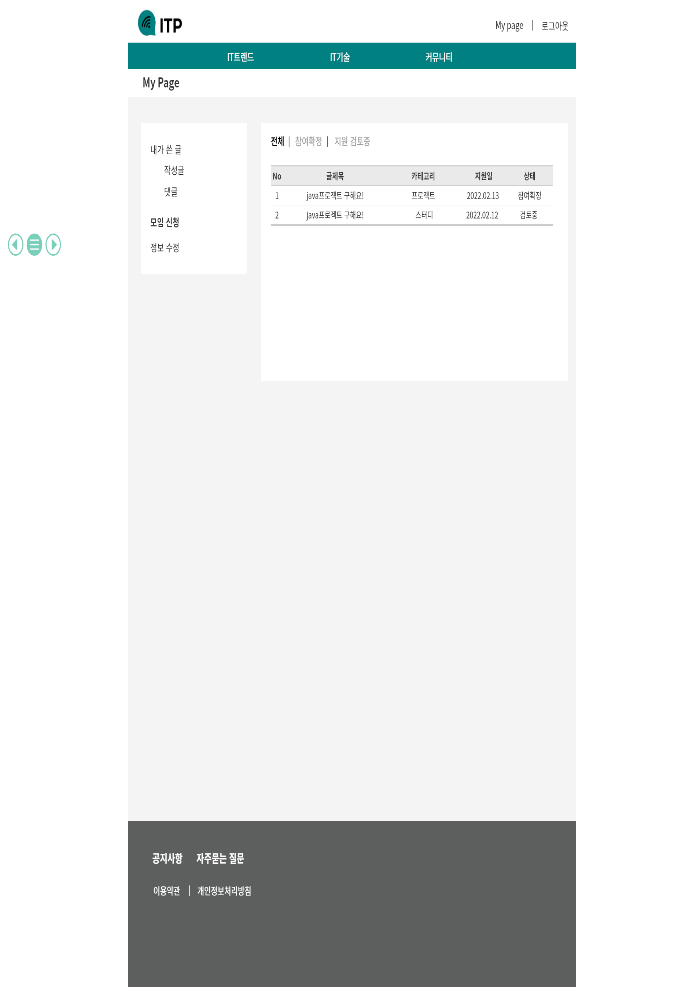 ITP
My page | 로그아웃
IT트랜드 IT기술 커뮤니티
My Page
내가 쓴 글
작성글
댓글
모임 신청
정보 수정
전체 | 참여확정 | 지원 검토중
No 글제목 카테고리 지원일 상태
1 java프로젝트 구해요! 프로젝트 2022.02.13 참여확정
2 Java프로젝트 구해요! 스터디 2022.02.12 검토중
공지사항 자주묻는 질문
이용약관 | 개인정보처리방침